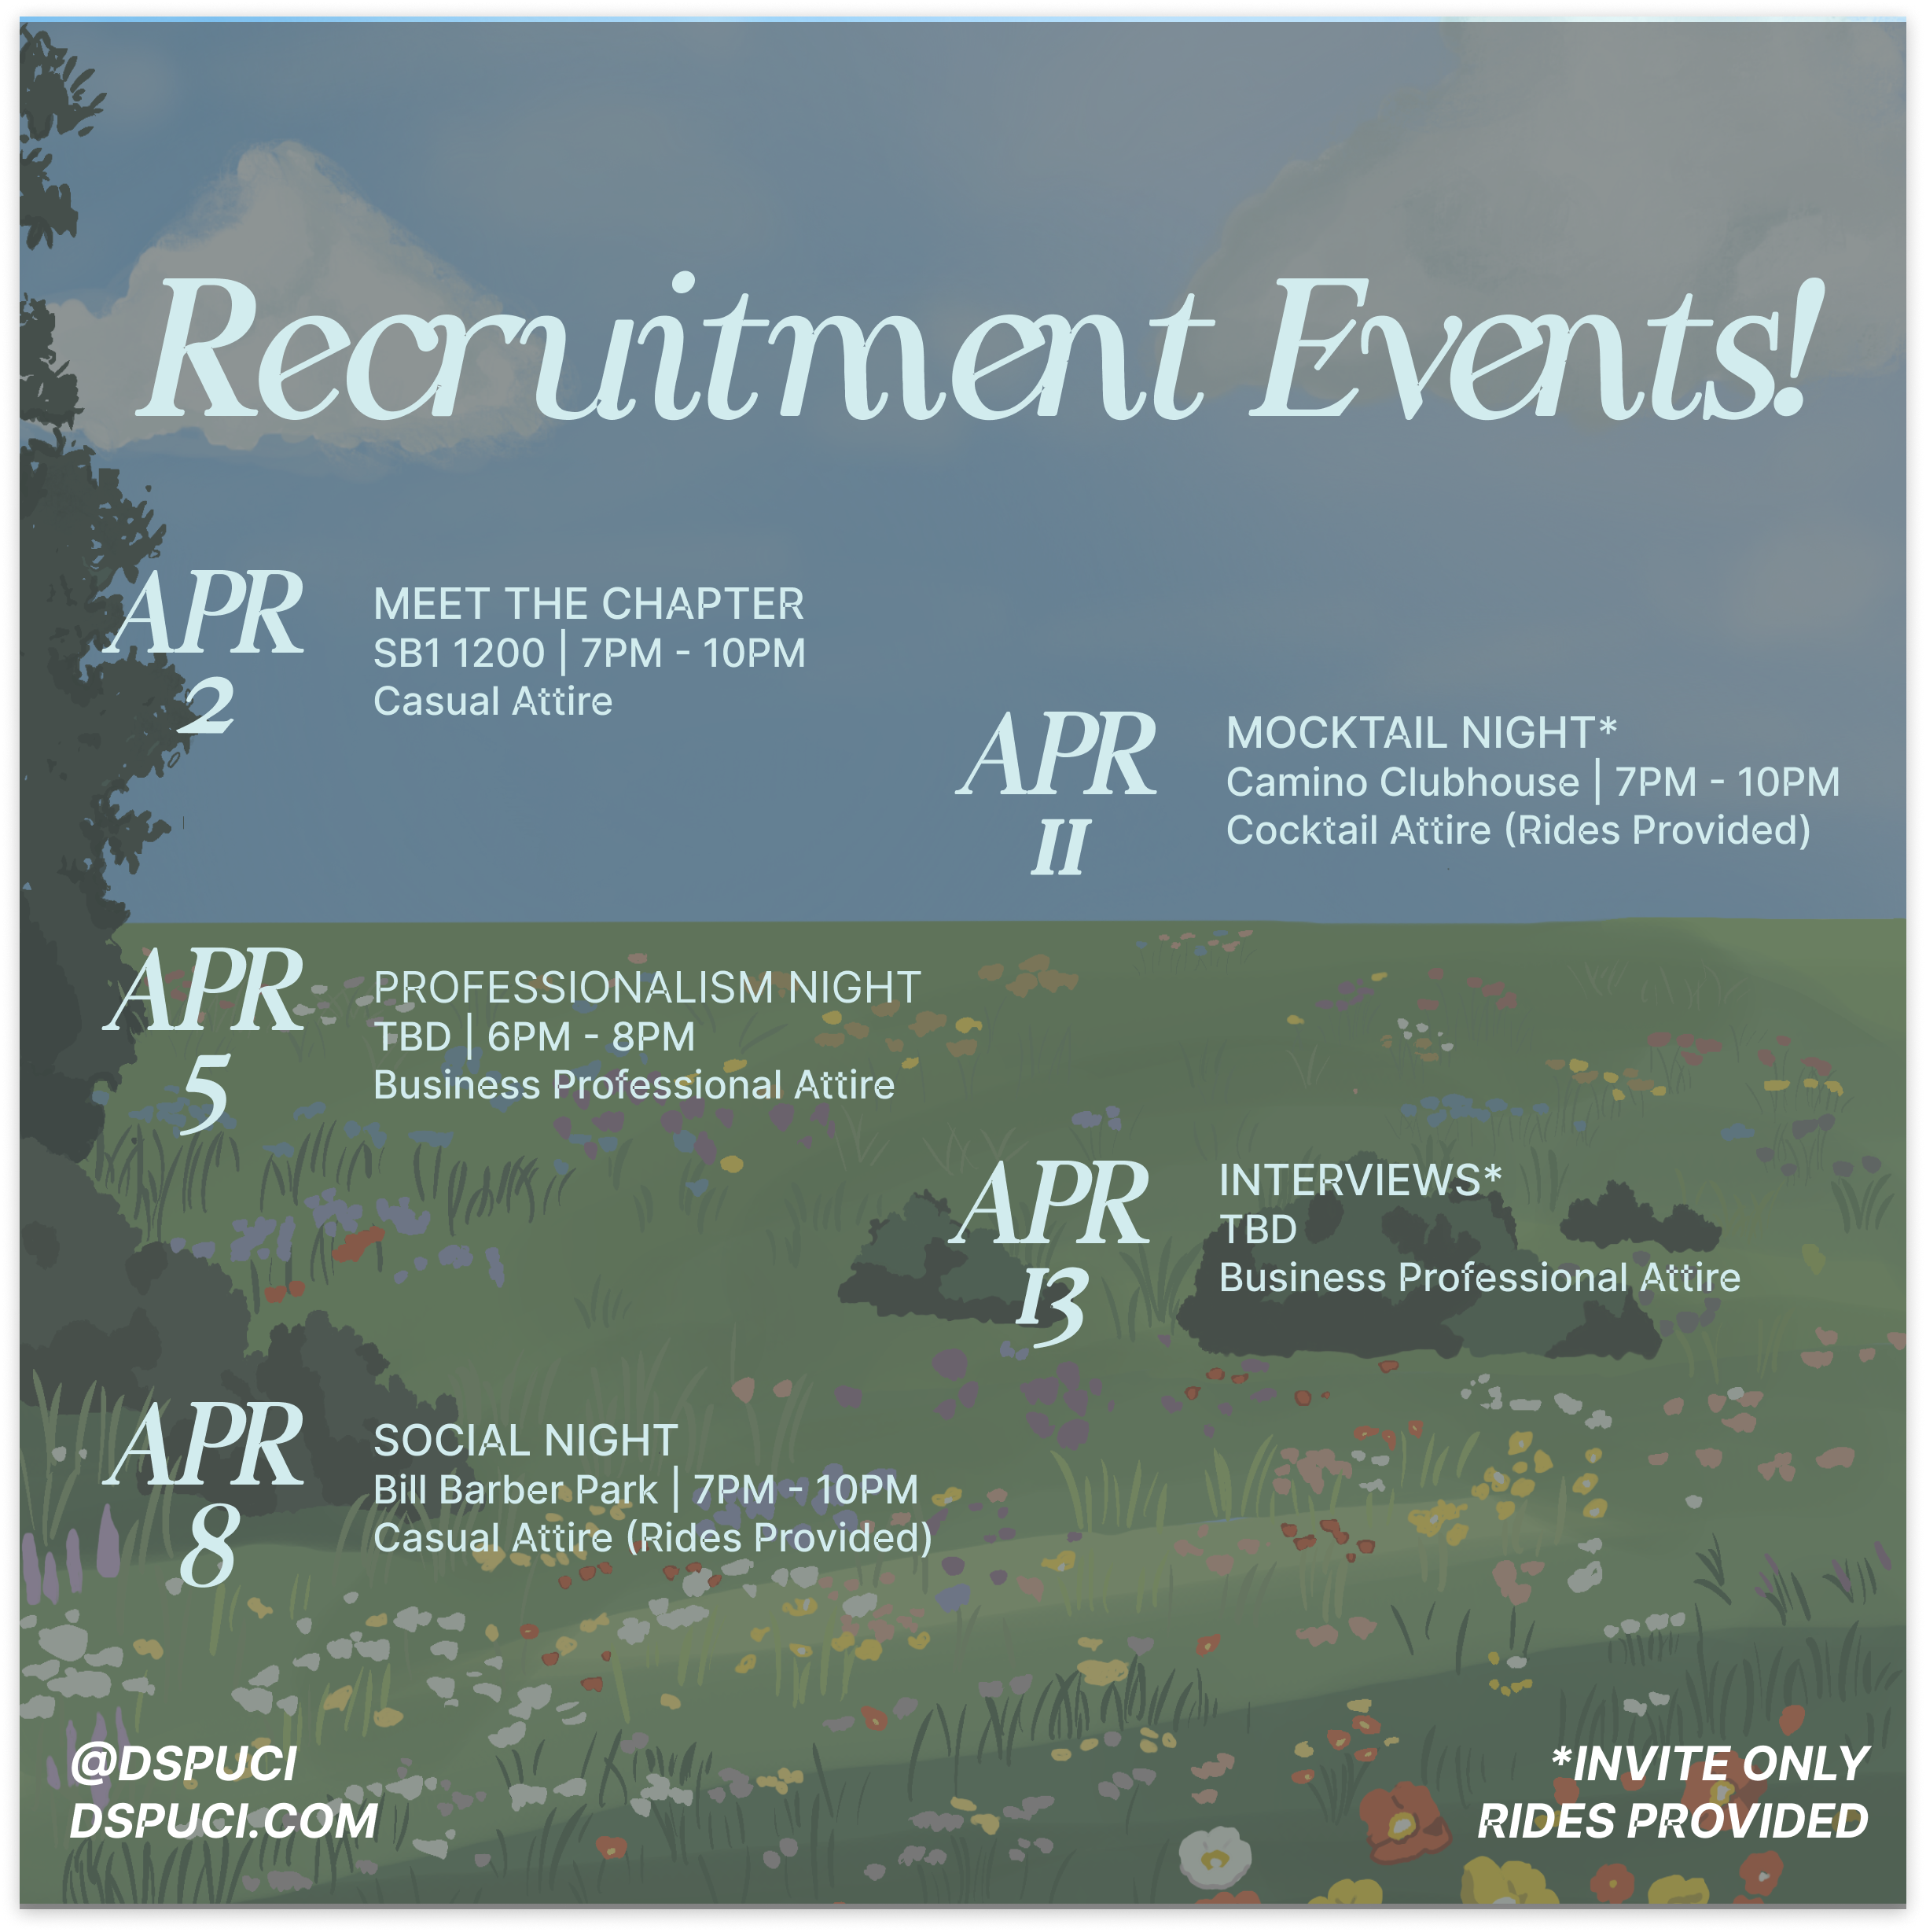 Recruitment Events!
APR
2
MEET THE CHAPTER
SB1 1200 | 7PM - 10PM
Casual Attire
APR
5
PROFESSIONALISM NIGHT
TBD | 6PM - 8PM
Business Professional Attire
APR
8
SOCIAL NIGHT
Bill Barber Park | 7PM - 10PM
Casual Attire (Rides Provided)
APR
11
MOCKTAIL NIGHT*
Camino Clubhouse | 7PM - 10PM
Cocktail Attire (Rides Provided)
APR
13
INTERVIEWS*
TBD
Business Professional Attire
@DSPUCI
DSPUCI.COM
*INVITE ONLY
RIDES PROVIDED